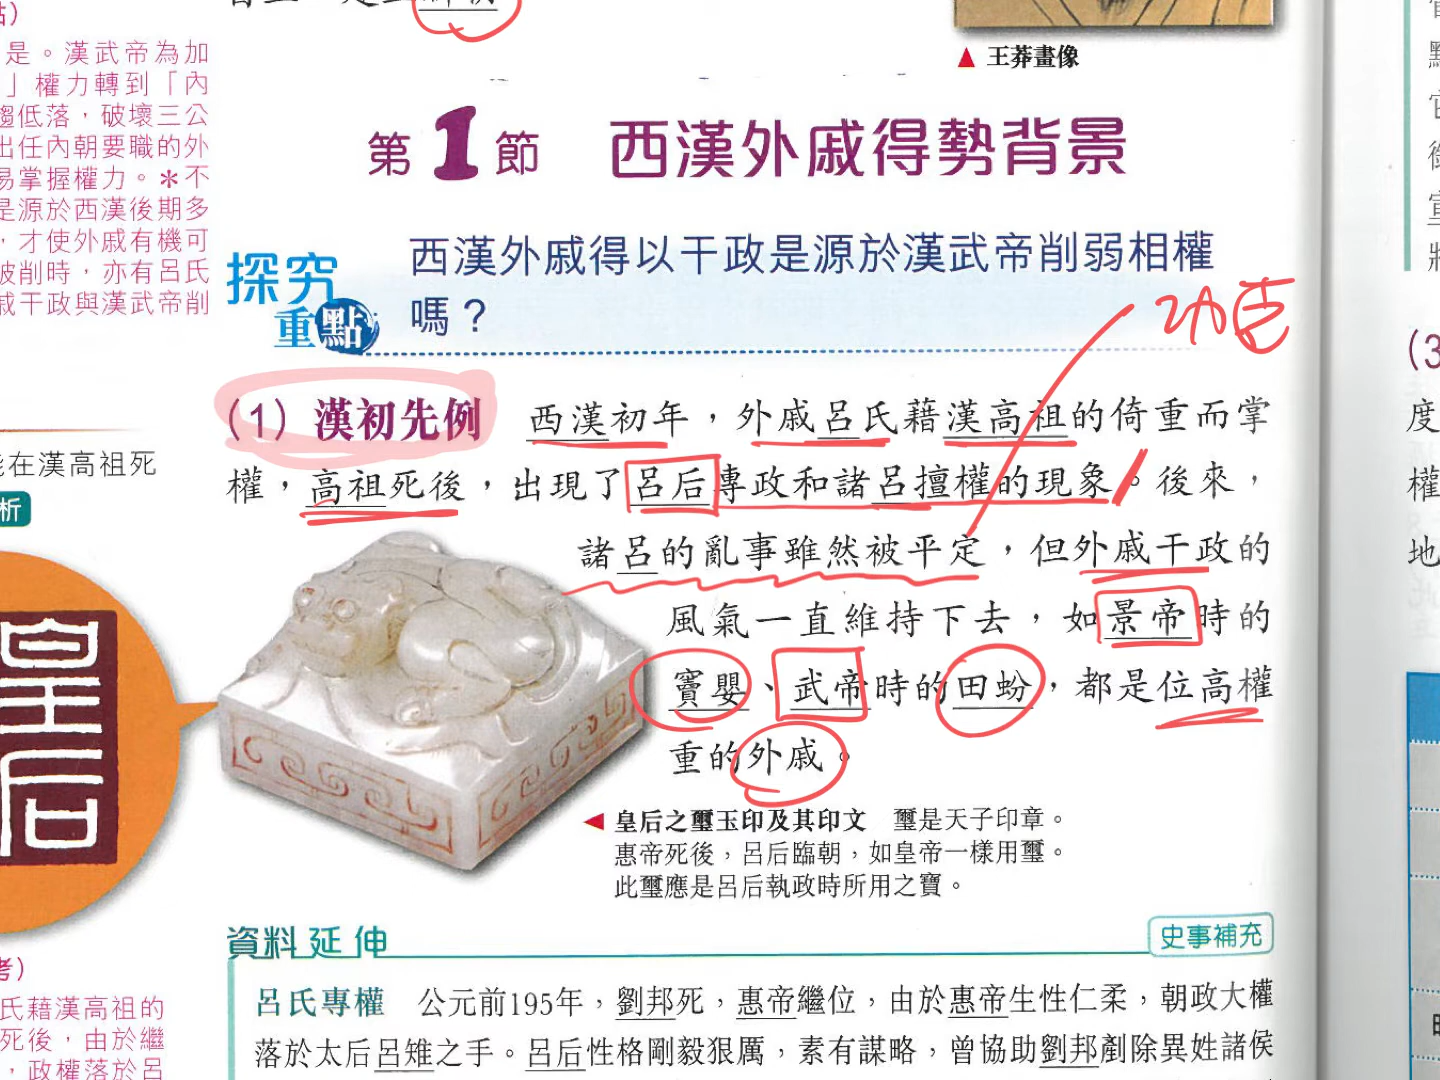 ▲ 王莽畫像
是。漢武帝為加
」權力轉到「內
趨低落，破壞三公
出任內朝要職的外
易掌握權力。＊不
是源於西漢後期多
，才使外戚有機可
被削時，亦有呂氏
戚干政與漢武帝削
第1節 西漢外戚得勢背景
探究重點
西漢外戚得以干政是源於漢武帝削弱相權
嗎？
功臣
(1) 漢初先例 西漢初年，外戚呂氏藉漢高祖的倚重而掌
權，高祖死後，出現了呂后專政和諸呂擅權的現象。後來，
諸呂的亂事雖然被平定，但外戚干政的
風氣一直維持下去，如景帝時的
竇嬰、武帝時的田蚡，都是位高權
重的外戚。
在漢高祖死
析
皇后
◀ 皇后之璽玉印及其印文 璽是天子印章。
惠帝死後，呂后臨朝，如皇帝一樣用璽。
此璽應是呂后執政時所用之寶。
資料延伸
史事補充
呂氏專權 公元前195年，劉邦死，惠帝繼位，由於惠帝生性仁柔，朝政大權
落於太后呂雉之手。呂后性格剛毅狠厲，素有謀略，曾協助劉邦剷除異姓諸侯
考）
氏藉漢高祖的
死後，由於繼
，政權落於呂
(3
度
權
地